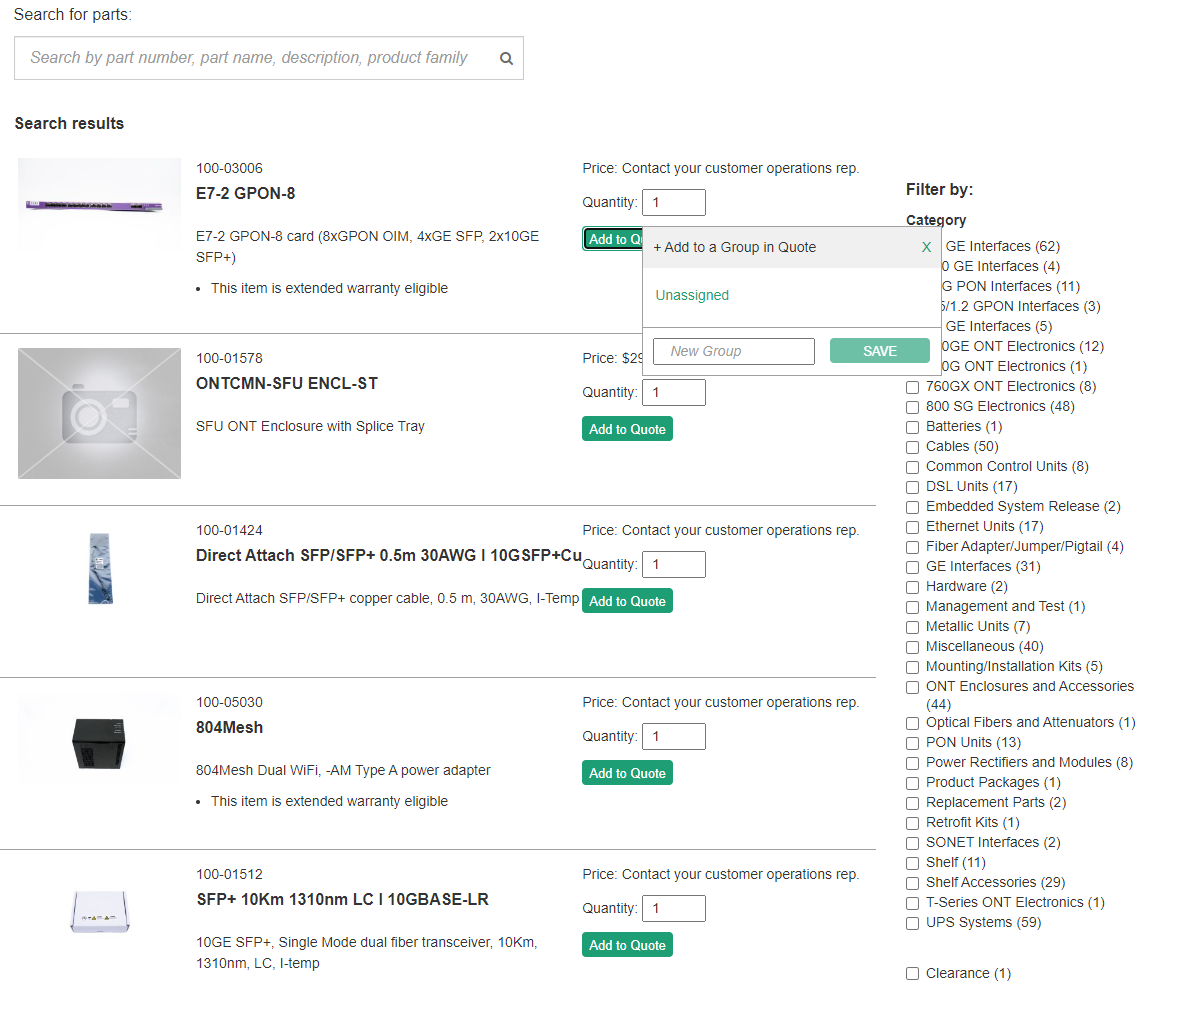 Search for parts:
Search by part number, part name, description, product family
Search results
100-03006
E7-2 GPON-8
E7-2 GPON-8 card (8xGPON OIM, 4xGE SFP, 2x10GE
SFP+)
• This item is extended warranty eligible
Price: Contact your customer operations rep.
Quantity: 1
Add to Q
+ Add to a Group in Quote X
Unassigned
New Group SAVE
100-01578
ONTCMN-SFU ENCL-ST
SFU ONT Enclosure with Splice Tray
Price: $29
Quantity: 1
Add to Quote
100-01424
Direct Attach SFP/SFP+ 0.5m 30AWG I 10GSFP+Cu
Direct Attach SFP/SFP+ copper cable, 0.5 m, 30AWG, I-Temp
Price: Contact your customer operations rep.
Quantity: 1
Add to Quote
100-05030
804Mesh
804Mesh Dual WiFi, -AM Type A power adapter
• This item is extended warranty eligible
Price: Contact your customer operations rep.
Quantity: 1
Add to Quote
100-01512
SFP+ 10Km 1310nm LC I 10GBASE-LR
10GE SFP+, Single Mode dual fiber transceiver, 10Km,
1310nm, LC, I-temp
Price: Contact your customer operations rep.
Quantity: 1
Add to Quote
Filter by:
Category
GE Interfaces (62)
0 GE Interfaces (4)
G PON Interfaces (11)
5/1.2 GPON Interfaces (3)
GE Interfaces (5)
0GE ONT Electronics (12)
0G ONT Electronics (1)
760GX ONT Electronics (8)
800 SG Electronics (48)
Batteries (1)
Cables (50)
Common Control Units (8)
DSL Units (17)
Embedded System Release (2)
Ethernet Units (17)
Fiber Adapter/Jumper/Pigtail (4)
GE Interfaces (31)
Hardware (2)
Management and Test (1)
Metallic Units (7)
Miscellaneous (40)
Mounting/Installation Kits (5)
ONT Enclosures and Accessories
(44)
Optical Fibers and Attenuators (1)
PON Units (13)
Power Rectifiers and Modules (8)
Product Packages (1)
Replacement Parts (2)
Retrofit Kits (1)
SONET Interfaces (2)
Shelf (11)
Shelf Accessories (29)
T-Series ONT Electronics (1)
UPS Systems (59)
Clearance (1)